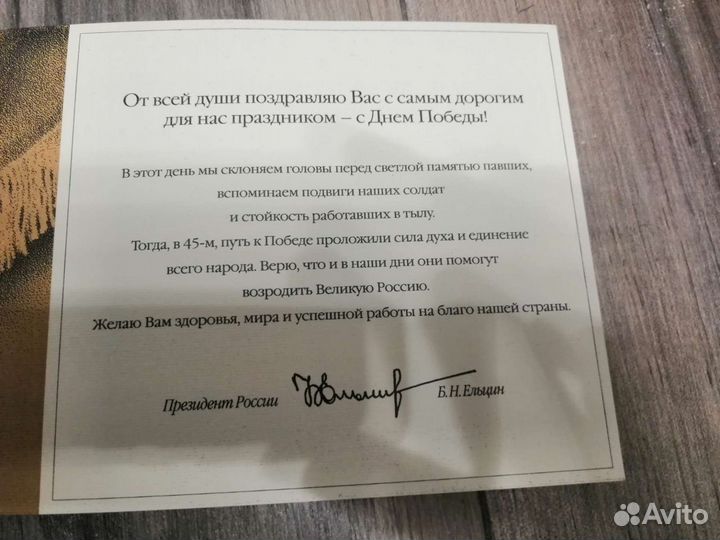 От всей души поздравляю Вас с самым дорогим
для нас праздником – с Днем Победы!
В этот день мы склоняем головы перед светлой памятью павших,
вспоминаем подвиги наших солдат
и стойкость работавших в тылу.
Тогда, в 45-м, путь к Победе проложили сила духа и единение
всего народа. Верю, что и в наши дни они помогут
возродить Великую Россию.
Желаю Вам здоровья, мира и успешной работы на благо нашей страны.
Президент России Б. Н. Ельцин
Avito